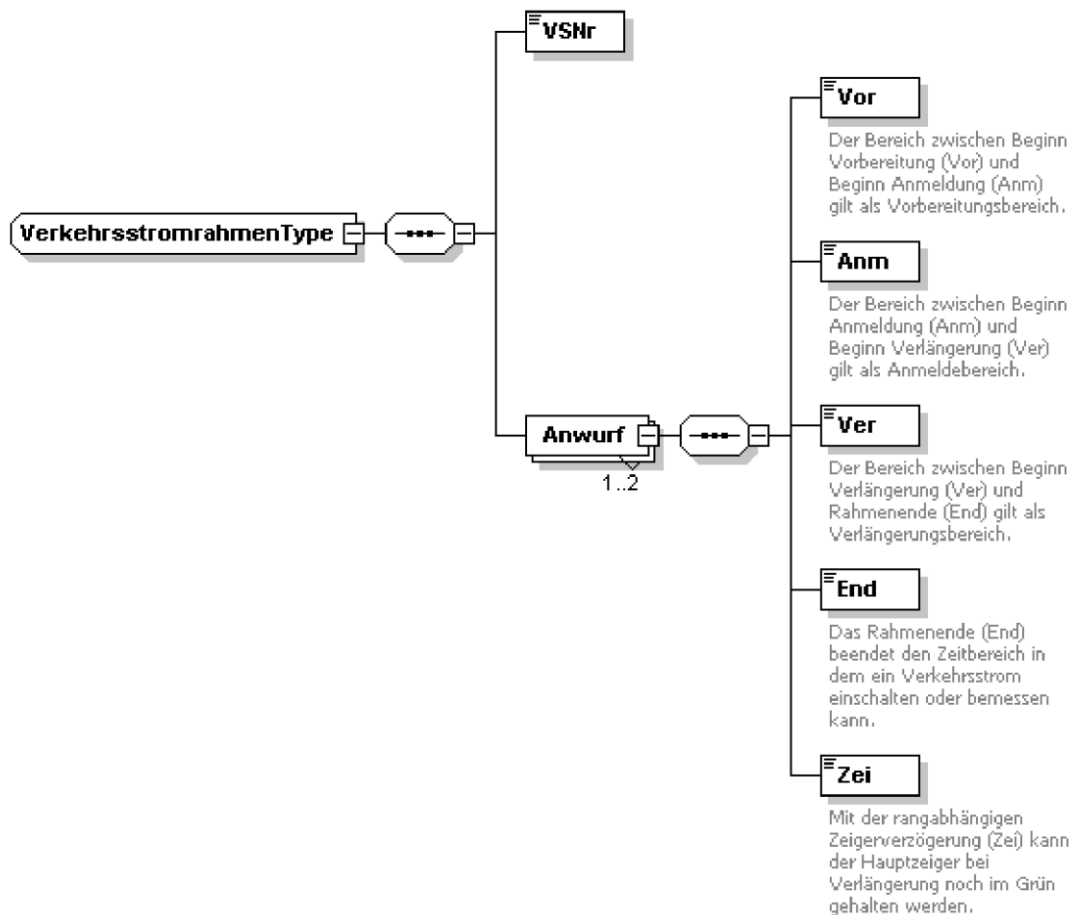 VSNr
Vor
Der Bereich zwischen Beginn
Vorbereitung (Vor) und
Beginn Anmeldung (Anm)
gilt als Vorbereitungsbereich.
VerkehrsstromrahmenType
Anm
Der Bereich zwischen Beginn
Anmeldung (Anm) und
Beginn Verlängerung (Ver)
gilt als Anmeldebereich.
Anwurf
1..2
Ver
Der Bereich zwischen Beginn
Verlängerung (Ver) und
Rahmenende (End) gilt als
Verlängerungsbereich.
End
Das Rahmenende (End)
beendet den Zeitbereich in
dem ein Verkehrsstrom
einschalten oder bemessen
kann.
Zei
Mit der rangabhängigen
Zeigerverzögerung (Zei) kann
der Hauptzeiger bei
Verlängerung noch im Grün
gehalten werden.